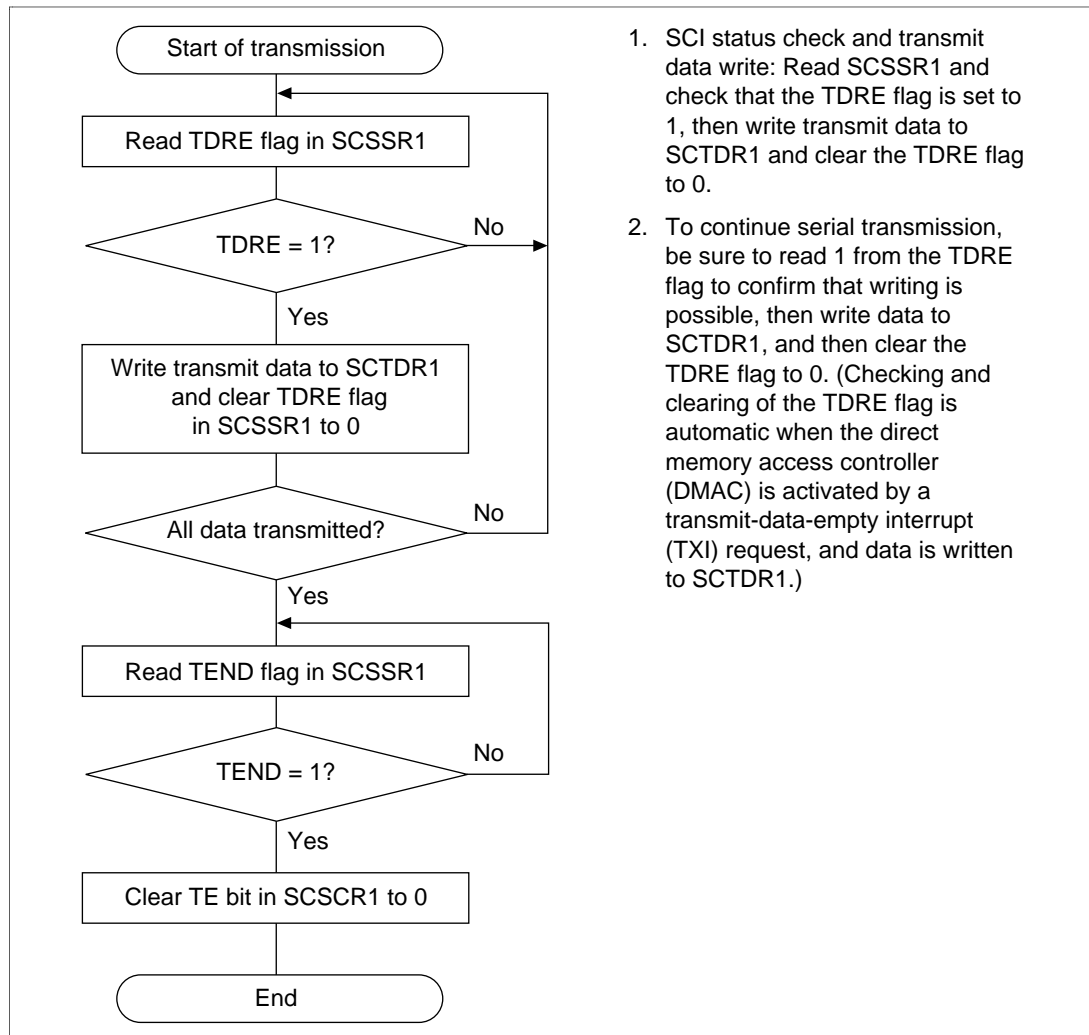 Start of transmission
Read TDRE flag in SCSSR1
TDRE = 1?
No
Yes
Write transmit data to SCTDR1
and clear TDRE flag
in SCSSR1 to 0
All data transmitted?
No
Yes
Read TEND flag in SCSSR1
TEND = 1?
No
Yes
Clear TE bit in SCSCR1 to 0
End
1. SCI status check and transmit
data write: Read SCSSR1 and
check that the TDRE flag is set to
1, then write transmit data to
SCTDR1 and clear the TDRE flag
to 0.
2. To continue serial transmission,
be sure to read 1 from the TDRE
flag to confirm that writing is
possible, then write data to
SCTDR1, and then clear the
TDRE flag to 0. (Checking and
clearing of the TDRE flag is
automatic when the direct
memory access controller
(DMAC) is activated by a
transmit-data-empty interrupt
(TXI) request, and data is written
to SCTDR1.)